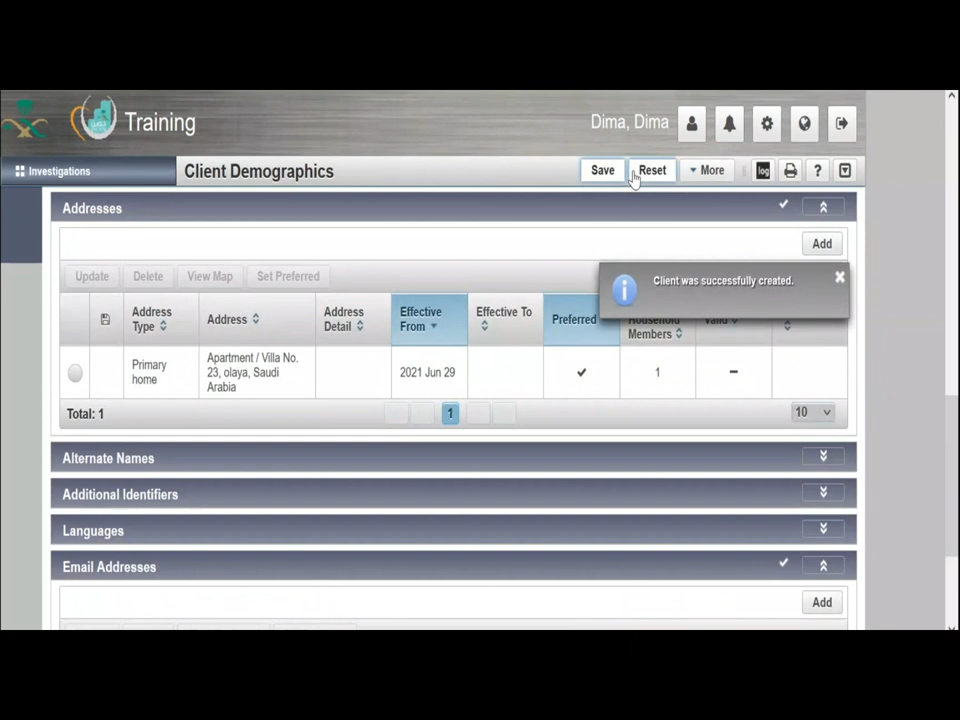 Training
Dima, Dima
Investigations
Client Demographics
Save
Reset
More
log
?
Addresses
Add
Update
Delete
View Map
Set Preferred
Client was successfully created.
Address Type
Address
Address Detail
Effective From
Effective To
Preferred
Household Members
Valid
Primary home
Apartment / Villa No. 23, olaya, Saudi Arabia
2021 Jun 29
1
Total: 1
1
10
Alternate Names
Additional Identifiers
Languages
Email Addresses
Add